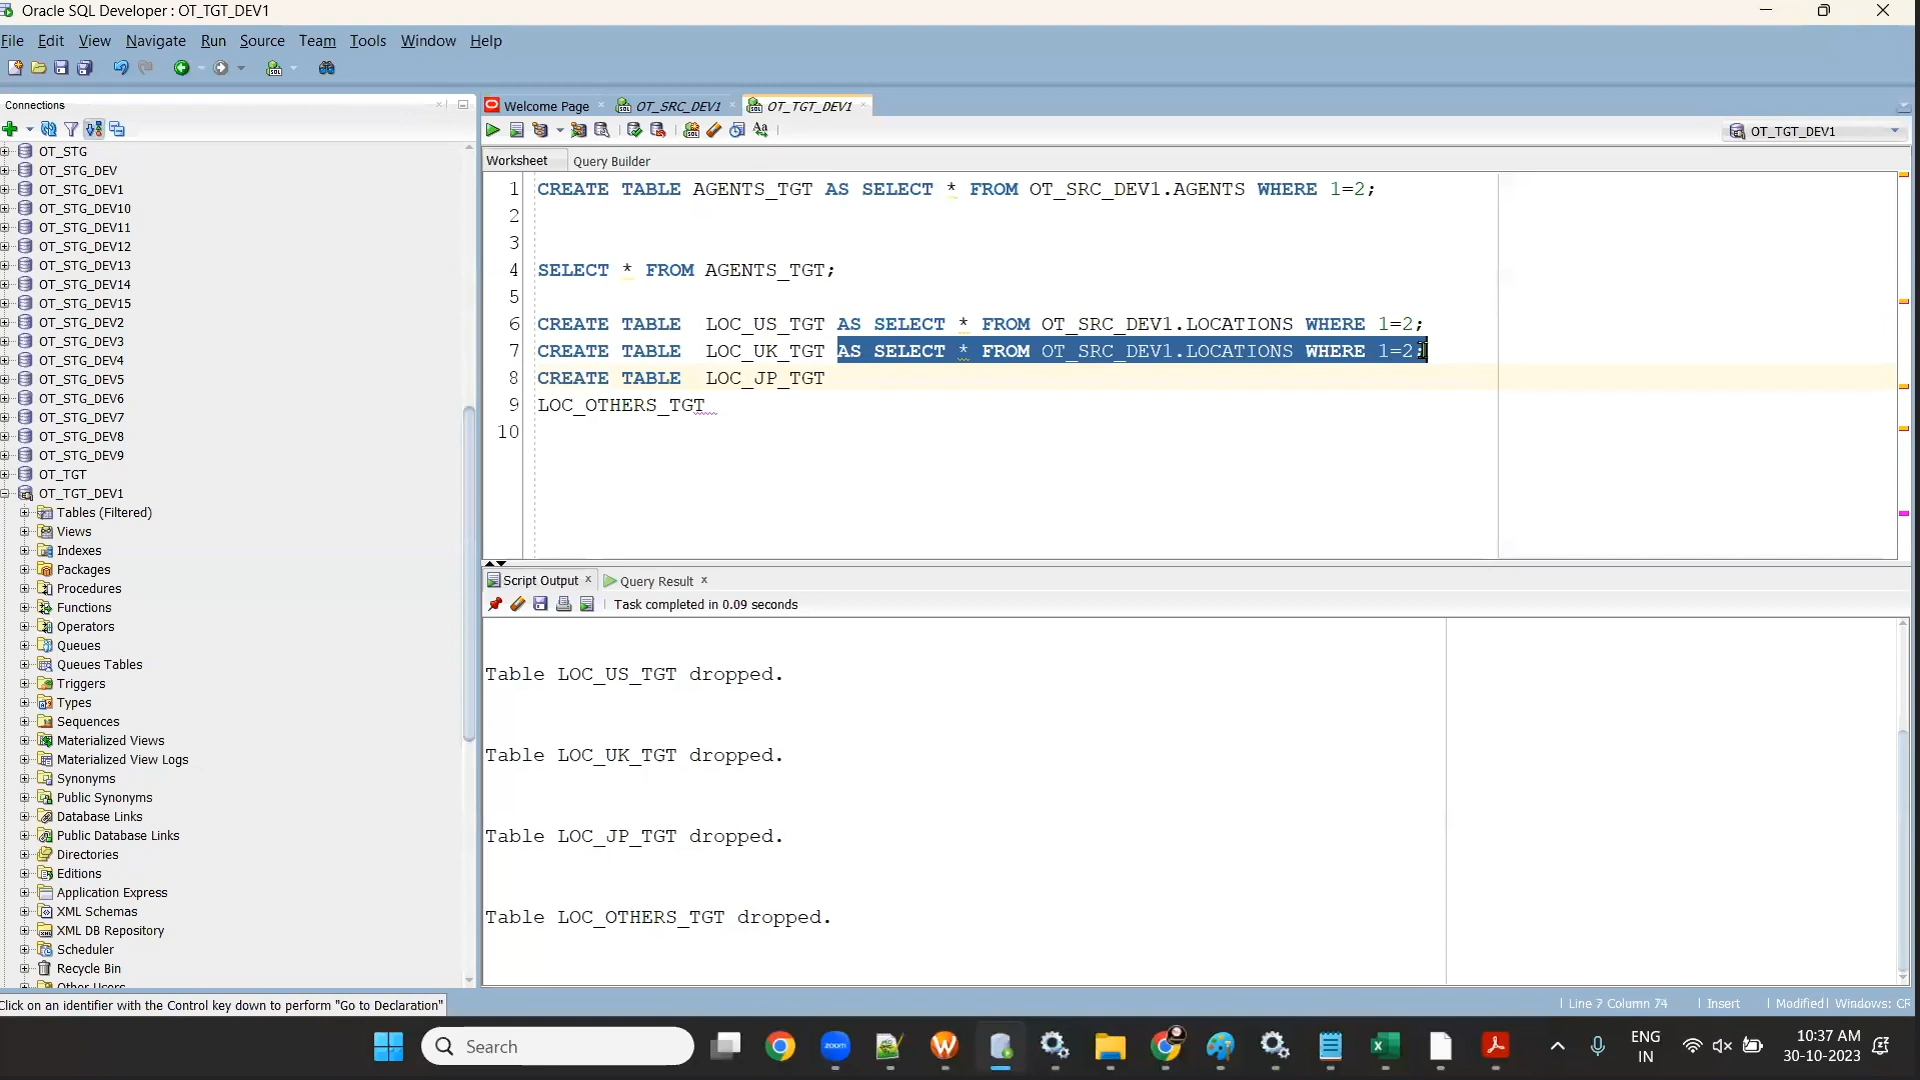 Oracle SQL Developer : OT_TGT_DEV1
File Edit View Navigate Run Source Team Tools Window Help
Connections
Welcome Page OT_SRC_DEV1 OT_TGT_DEV1
OT_TGT_DEV1
Worksheet Query Builder
OT_STG
OT_STG_DEV
OT_STG_DEV1
OT_STG_DEV10
OT_STG_DEV11
OT_STG_DEV12
OT_STG_DEV13
OT_STG_DEV14
OT_STG_DEV15
OT_STG_DEV2
OT_STG_DEV3
OT_STG_DEV4
OT_STG_DEV5
OT_STG_DEV6
OT_STG_DEV7
OT_STG_DEV8
OT_STG_DEV9
OT_TGT
OT_TGT_DEV1
Tables (Filtered)
Views
Indexes
Packages
Procedures
Functions
Operators
Queues
Queues Tables
Triggers
Types
Sequences
Materialized Views
Materialized View Logs
Synonyms
Public Synonyms
Database Links
Public Database Links
Directories
Editions
Application Express
XML Schemas
XML DB Repository
Scheduler
Recycle Bin
Other Users
1 CREATE TABLE AGENTS_TGT AS SELECT * FROM OT_SRC_DEV1.AGENTS WHERE 1=2;
2
3
4 SELECT * FROM AGENTS_TGT;
5
6 CREATE TABLE LOC_US_TGT AS SELECT * FROM OT_SRC_DEV1.LOCATIONS WHERE 1=2;
7 CREATE TABLE LOC_UK_TGT AS SELECT * FROM OT_SRC_DEV1.LOCATIONS WHERE 1=2;
8 CREATE TABLE LOC_JP_TGT
9 LOC_OTHERS_TGT
10
Script Output Query Result
Task completed in 0.09 seconds
Table LOC_US_TGT dropped.
Table LOC_UK_TGT dropped.
Table LOC_JP_TGT dropped.
Table LOC_OTHERS_TGT dropped.
Click on an identifier with the Control key down to perform "Go to Declaration"
Line 7 Column 74 | Insert | Modified | Windows: CR
Search
zoom
ENG
IN
10:37 AM
30-10-2023